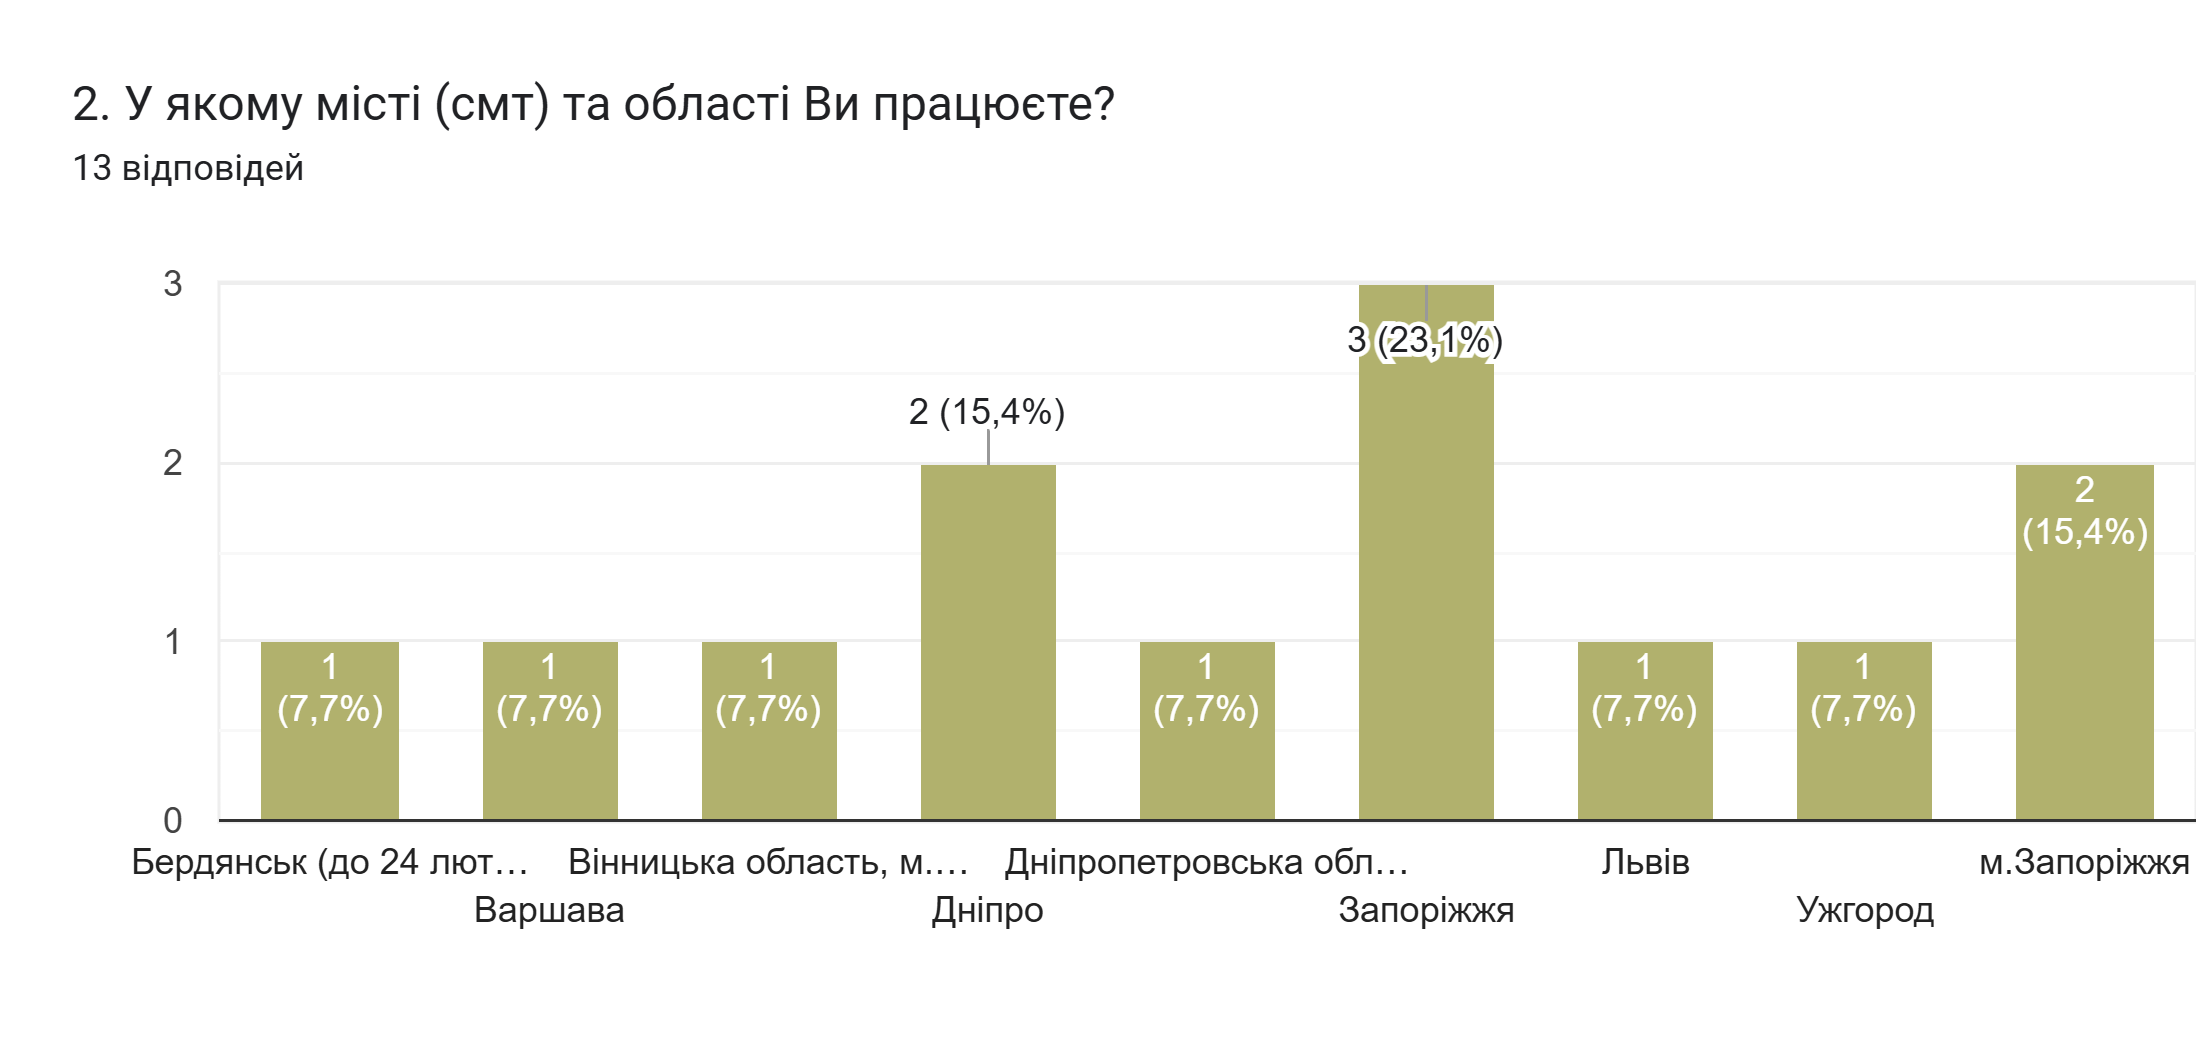 2. У якому місті (смт) та області Ви працюєте?
13 відповідей
3
2
1
0
1
(7,7%)
1
(7,7%)
1
(7,7%)
2 (15,4%)
1
(7,7%)
3 (23,1%)
1
(7,7%)
1
(7,7%)
2
(15,4%)
Бердянськ (до 24 лют…
Варшава
Вінницька область, м.…
Дніпро
Дніпропетровська обл…
Запоріжжя
Львів
Ужгород
м.Запоріжжя